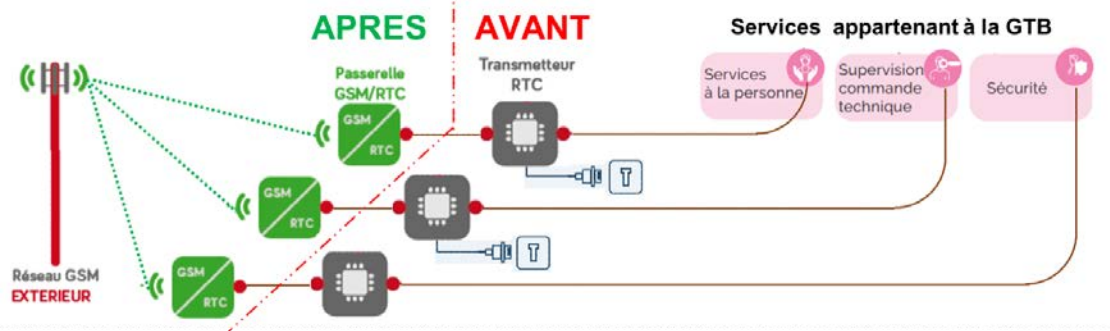 APRES AVANT
Services appartenant à la GTB
Passerelle
GSM/RTC
Transmetteur
RTC
Services
à la personne
Supervision
commande
technique
Sécurité
GSM
RTC
T
GSM
RTC
T
GSM
RTC
Réseau GSM
EXTERIEUR